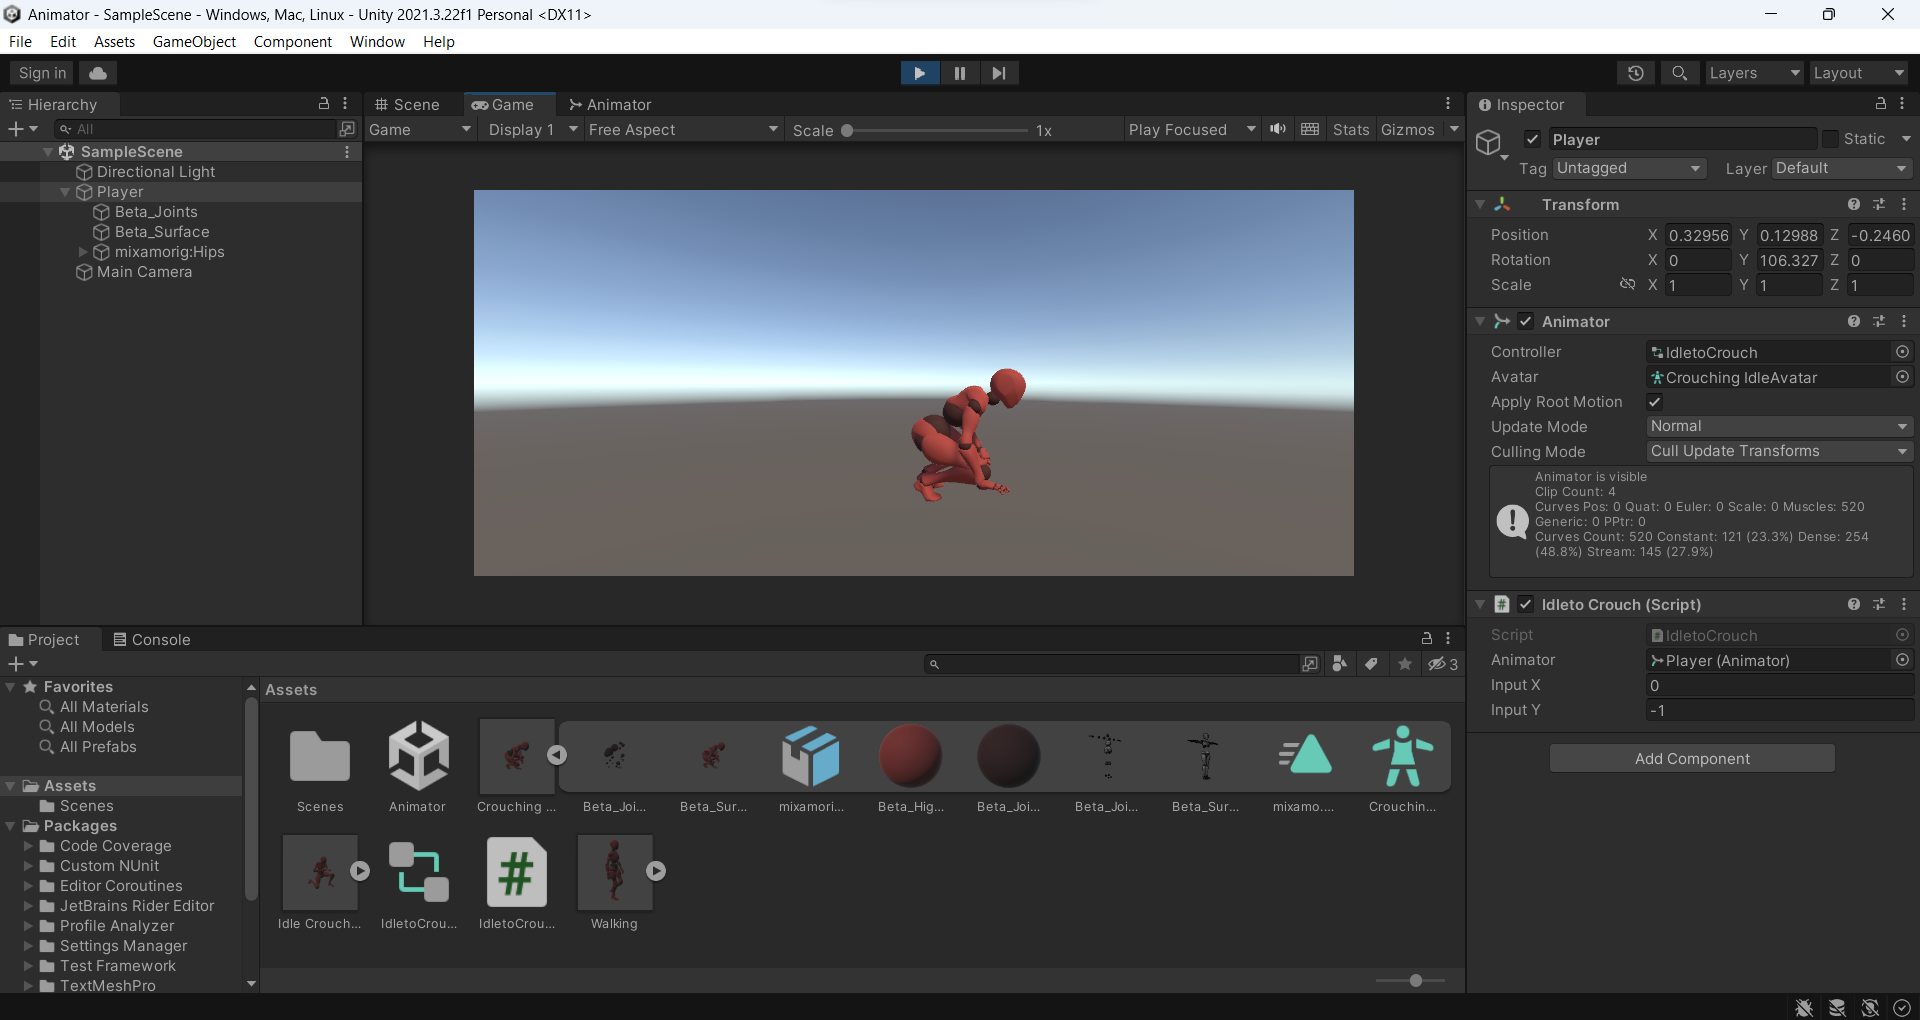 Animator - SampleScene - Windows, Mac, Linux - Unity 2021.3.22f1 Personal <DX11>
File Edit Assets GameObject Component Window Help
Sign in
Layers
Layout
Hierarchy
All
SampleScene
Directional Light
Player
Beta_Joints
Beta_Surface
mixamorig:Hips
Main Camera
Scene
Game
Animator
Game
Display 1
Free Aspect
Scale
1x
Play Focused
Stats
Gizmos
Inspector
Player
Static
Tag Untagged
Layer Default
Transform
Position X 0.32956 Y 0.12988 Z -0.2460
Rotation X 0 Y 106.327 Z 0
Scale X 1 Y 1 Z 1
Animator
Controller IdletoCrouch
Avatar Crouching IdleAvatar
Apply Root Motion
Update Mode Normal
Culling Mode Cull Update Transforms
Animator is visible
Clip Count: 4
Curves Pos: 0 Quat: 0 Euler: 0 Scale: 0 Muscles: 520
Generic: 0 PPtr: 0
Curves Count: 520 Constant: 121 (23.3%) Dense: 254
(48.8%) Stream: 145 (27.9%)
Idleto Crouch (Script)
Script IdletoCrouch
Animator Player (Animator)
Input X 0
Input Y -1
Add Component
Project
Console
3
Favorites
All Materials
All Models
All Prefabs
Assets
Scenes
Packages
Code Coverage
Custom NUnit
Editor Coroutines
JetBrains Rider Editor
Profile Analyzer
Settings Manager
Test Framework
TextMeshPro
Assets
Scenes
Animator
Crouching ...
Beta_Joi...
Beta_Sur...
mixamori...
Beta_Hig...
Beta_Joi...
Beta_Joi...
Beta_Sur...
mixamo....
Crouchin...
Idle Crouch...
IdletoCrou...
IdletoCrou...
Walking